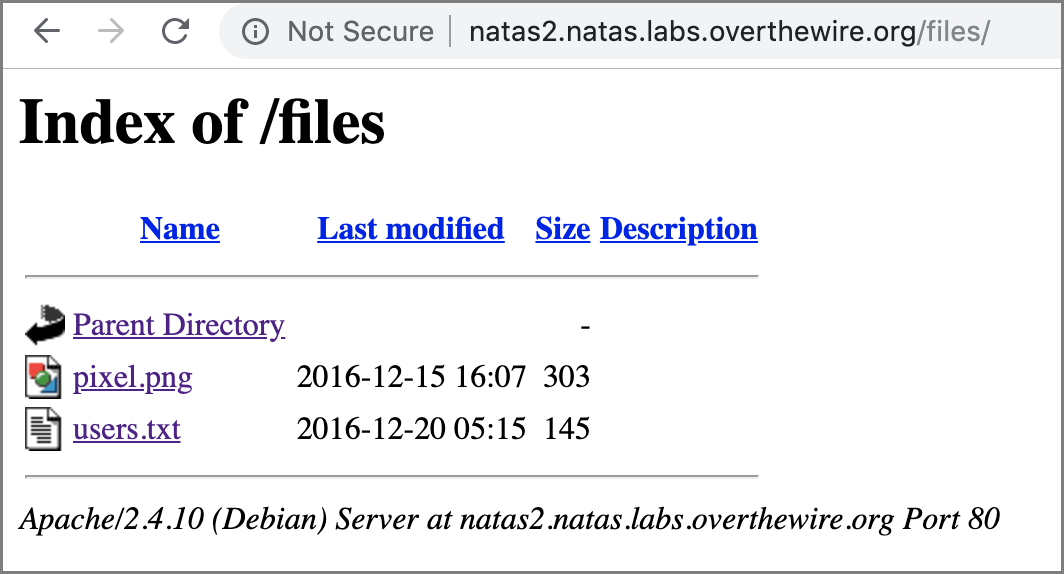 Not Secure | natas2.natas.labs.overthewire.org/files/
Index of /files
Name Last modified Size Description
Parent Directory -
pixel.png 2016-12-15 16:07 303
users.txt 2016-12-20 05:15 145
Apache/2.4.10 (Debian) Server at natas2.natas.labs.overthewire.org Port 80